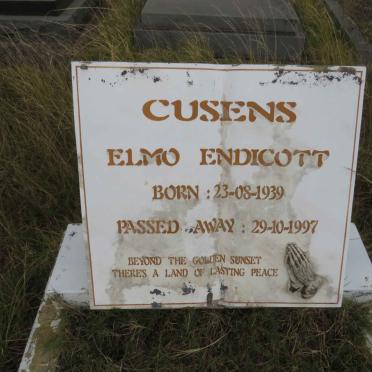 CUSENS
ELMO ENDICOTT
BORN : 23-08-1939
PASSED AWAY : 29-10-1997
BEYOND THE GOLDEN SUNSET
THERE'S A LAND OF LASTING PEACE